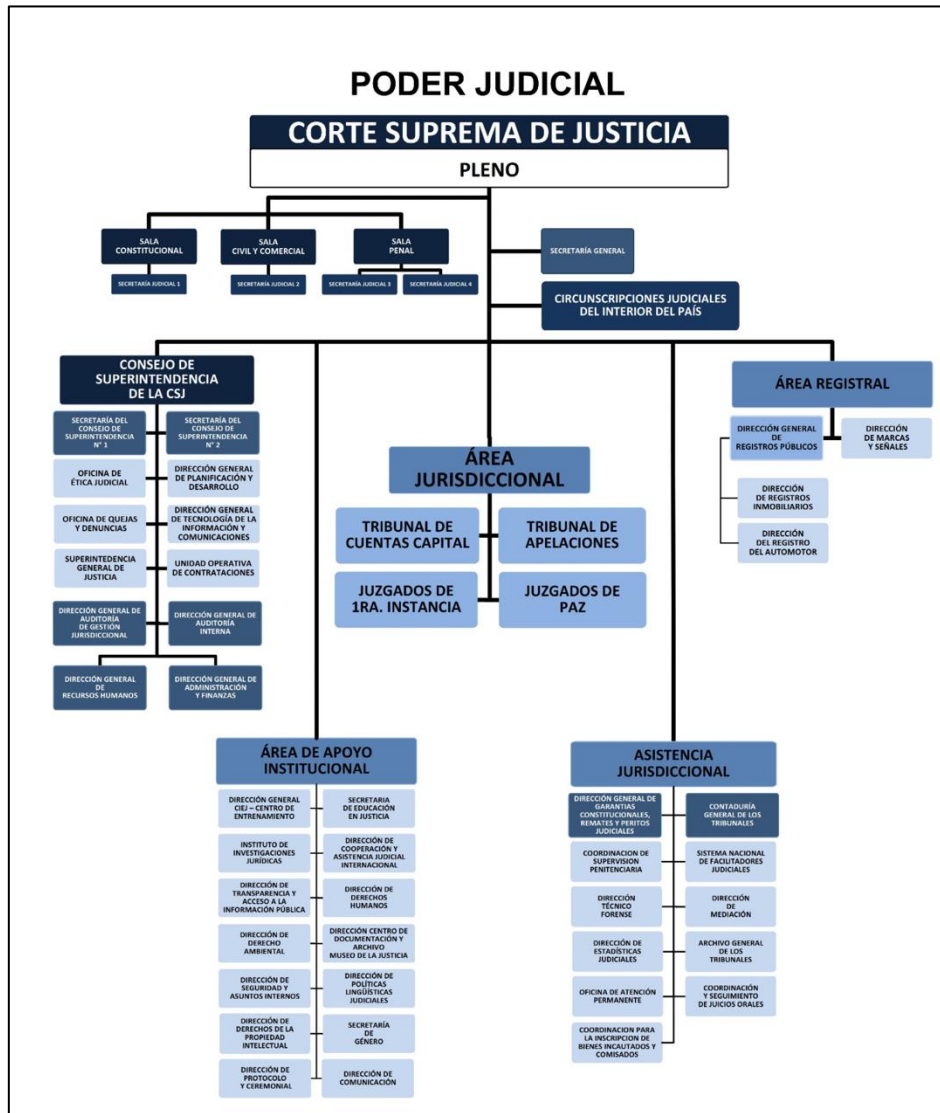 PODER JUDICIAL
CORTE SUPREMA DE JUSTICIA
PLENO
SALA
CONSTITUCIONAL
SALA
CIVIL Y COMERCIAL
SALA
PENAL
SECRETARÍA JUDICIAL 1
SECRETARÍA JUDICIAL 2
SECRETARÍA JUDICIAL 3
SECRETARÍA JUDICIAL 4
SECRETARÍA GENERAL
CIRCUNSCRIPCIONES JUDICIALES
DEL INTERIOR DEL PAÍS
CONSEJO DE
SUPERINTENDENCIA
DE LA CSJ
SECRETARÍA DEL
CONSEJO DE
SUPERINTENDENCIA
N° 1
SECRETARÍA DEL
CONSEJO DE
SUPERINTENDENCIA
N° 2
OFICINA DE
ÉTICA JUDICIAL
DIRECCIÓN GENERAL
DE PLANIFICACIÓN Y
DESARROLLO
OFICINA DE QUEJAS
Y DENUNCIAS
DIRECCIÓN GENERAL
DE TECNOLOGÍA DE LA
INFORMACIÓN Y
COMUNICACIONES
SUPERINTEDENCIA
GENERAL DE
JUSTICIA
UNIDAD OPERATIVA
DE CONTRATACIONES
DIRECCIÓN GENERAL DE
AUDITORÍA
DE GESTIÓN
JURISDICCIONAL
DIRECCIÓN GENERAL DE
AUDITORÍA
INTERNA
DIRECCIÓN GENERAL
DE
RECURSOS HUMANOS
DIRECCIÓN GENERAL DE
ADMINISTRACIÓN
Y FINANZAS
ÁREA
JURISDICCIONAL
TRIBUNAL DE
CUENTAS CAPITAL
TRIBUNAL DE
APELACIONES
JUZGADOS DE
1RA. INSTANCIA
JUZGADOS DE
PAZ
ÁREA REGISTRAL
DIRECCIÓN GENERAL
DE
REGISTROS PÚBLICOS
DIRECCIÓN
DE MARCAS
Y SEÑALES
DIRECCIÓN
DE REGISTROS
INMOBILIARIOS
DIRECCIÓN
DEL REGISTRO
DEL AUTOMOTOR
ÁREA DE APOYO
INSTITUCIONAL
DIRECCIÓN GENERAL
CIEJ – CENTRO DE
ENTRENAMIENTO
SECRETARIA
DE EDUCACIÓN
EN JUSTICIA
INSTITUTO DE
INVESTIGACIONES
JURÍDICAS
DIRECCIÓN DE
COOPERACIÓN Y
ASISTENCIA JUDICIAL
INTERNACIONAL
DIRECCIÓN DE
TRANSPARENCIA Y
ACCESO A LA
INFORMACIÓN PÚBLICA
DIRECCIÓN DE
DERECHOS
HUMANOS
DIRECCIÓN DE
DERECHO
AMBIENTAL
DIRECCIÓN CENTRO DE
DOCUMENTACIÓN Y
ARCHIVO
MUSEO DE LA JUSTICIA
DIRECCIÓN DE
SEGURIDAD Y
ASUNTOS INTERNOS
DIRECCIÓN DE
POLÍTICAS
LINGÜÍSTICAS
JUDICIALES
DIRECCIÓN DE
DERECHOS DE LA
PROPIEDAD
INTELECTUAL
SECRETARÍA
DE
GÉNERO
DIRECCIÓN DE
PROTOCOLO
Y CEREMONIAL
DIRECCIÓN DE
COMUNICACIÓN
ASISTENCIA
JURISDICCIONAL
DIRECCIÓN GENERAL DE
GARANTIAS
CONSTITUCIONALES,
REMATES Y PERITOS
JUDICIALES
CONTADURÍA
GENERAL DE LOS
TRIBUNALES
COORDINACION DE
SUPERVISION
PENITENCIARIA
SISTEMA NACIONAL
DE FACILITADORES
JUDICIALES
DIRECCIÓN
TÉCNICO
FORENSE
DIRECCIÓN
DE
MEDIACIÓN
DIRECCIÓN DE
ESTADÍSTICAS
JUDICIALES
ARCHIVO GENERAL
DE LOS
TRIBUNALES
OFICINA DE ATENCIÓN
PERMANENTE
COORDINACIÓN
Y SEGUIMIENTO
DE JUICIOS ORALES
COORDINACION PARA
LA INSCRIPCION DE
BIENES INCAUTADOS Y
COMISADOS